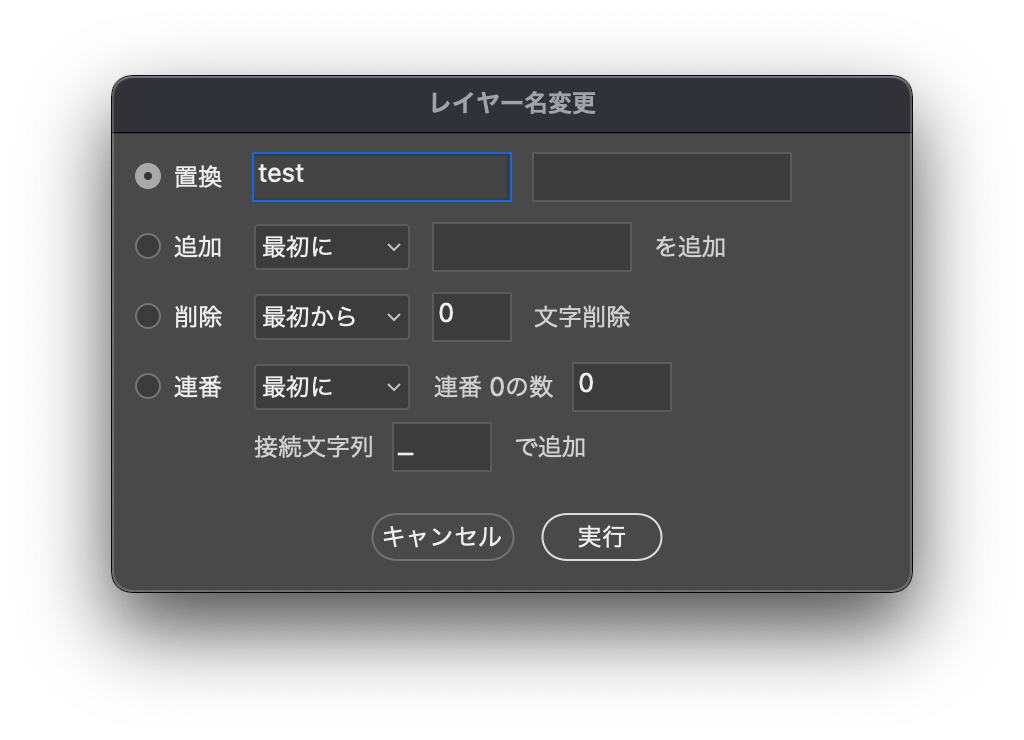 レイヤー名変更
置換 test
追加 最初に を追加
削除 最初から 0 文字削除
連番 最初に 連番 0の数 0
接続文字列 _ で追加
キャンセル 実行